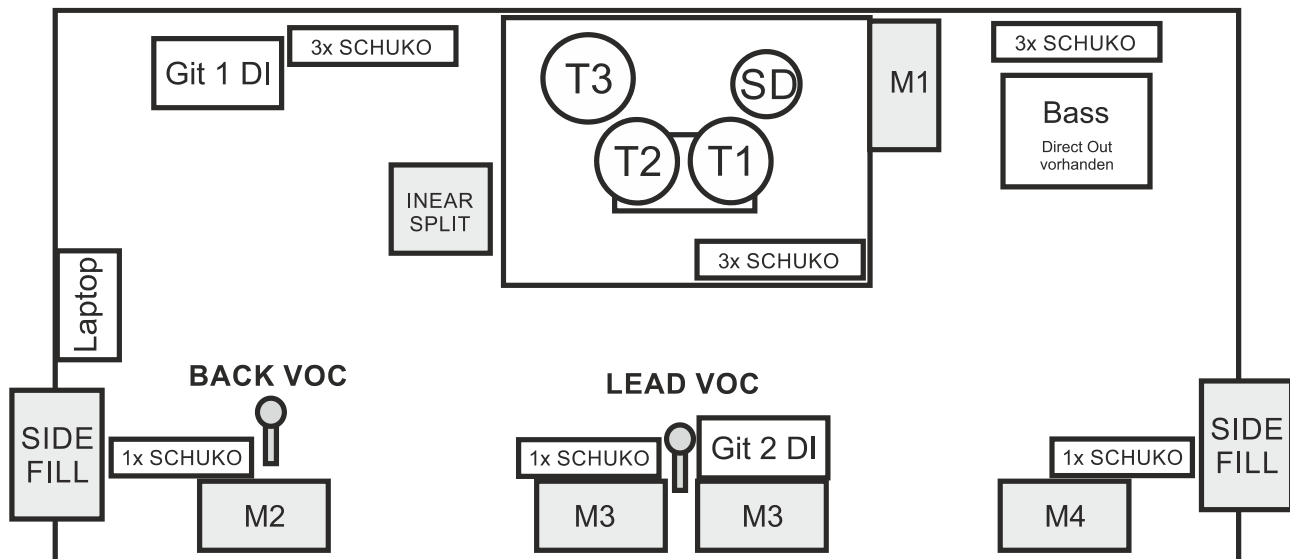 3x SCHUKO
Git 1 DI
T3
SD
M1
3x SCHUKO
Bass
Direct Out
vorhanden
T2
T1
INEAR
SPLIT
3x SCHUKO
Laptop
BACK VOC
LEAD VOC
SIDE
FILL
1x SCHUKO
M2
1x SCHUKO
Git 2 DI
M3
M3
1x SCHUKO
M4
SIDE
FILL